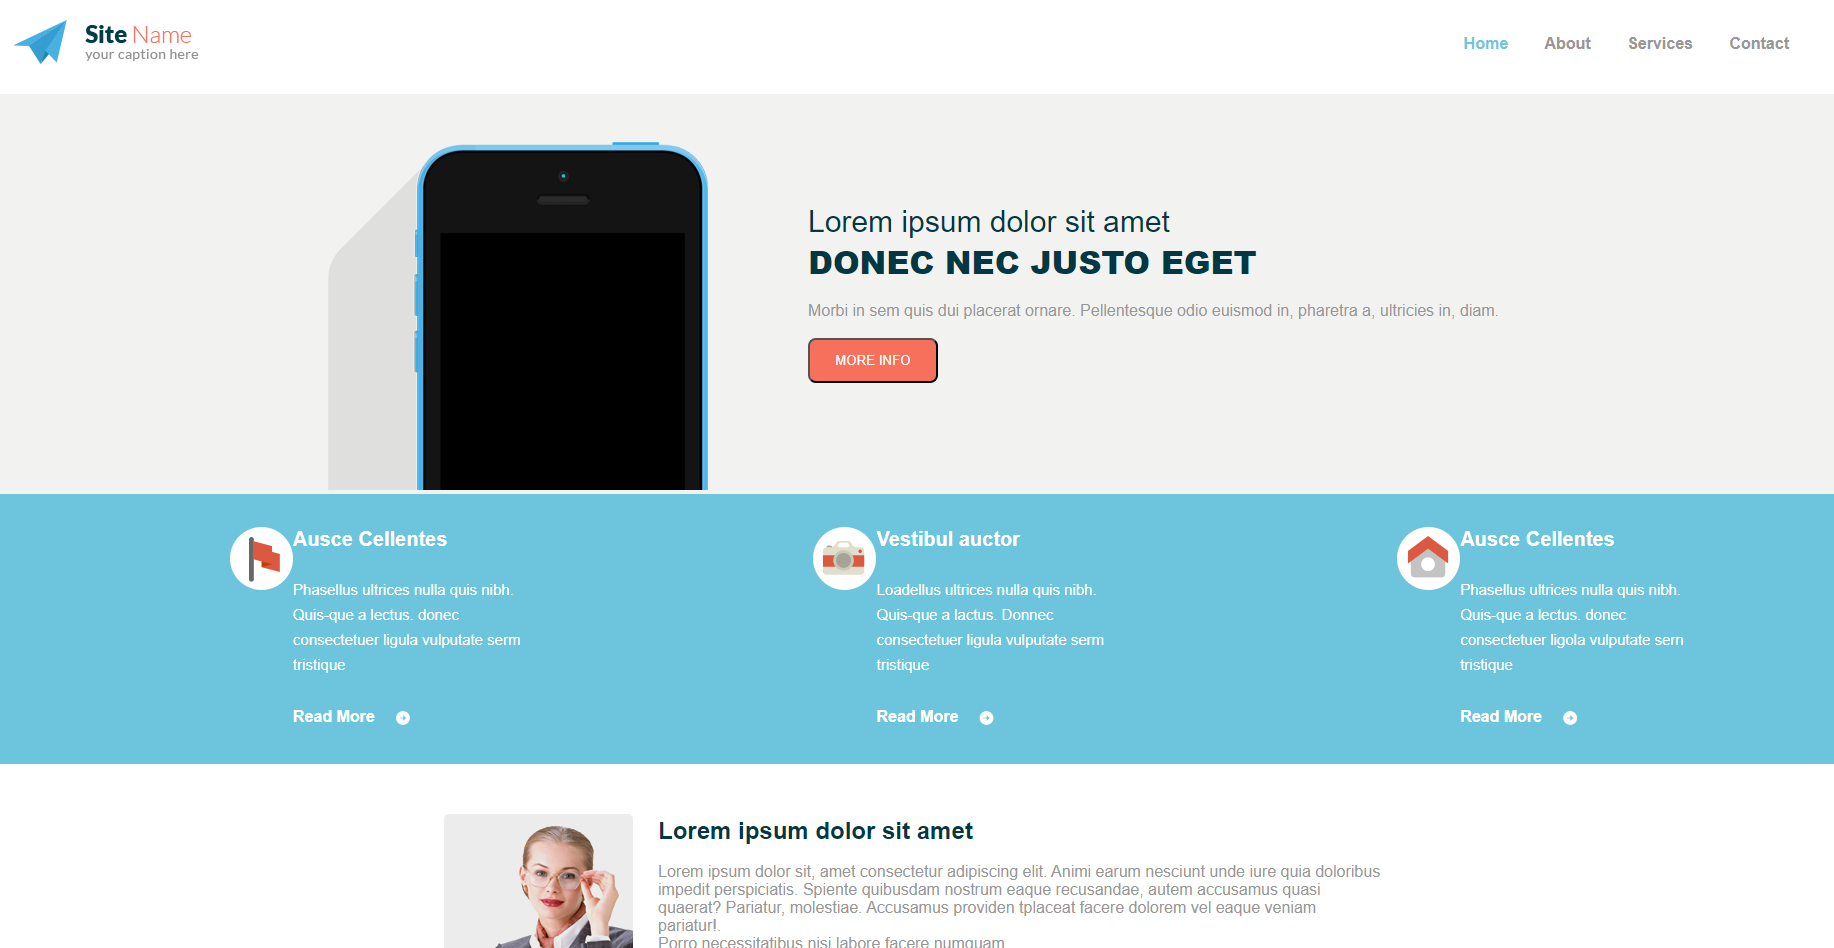 Site Name
your caption here
Home About Services Contact
Lorem ipsum dolor sit amet
DONEC NEC JUSTO EGET
Morbi in sem quis dui placerat ornare. Pellentesque odio euismod in, pharetra a, ultricies in, diam.
MORE INFO
Ausce Cellentes
Phasellus ultrices nulla quis nibh.
Quis-que a lectus. donec
consectetuer ligula vulputate serm
tristique
Read More
Vestibul auctor
Loadellus ultrices nulla quis nibh.
Quis-que a lactus. Donnec
consectetuer ligula vulputate serm
tristique
Read More
Ausce Cellentes
Phasellus ultrices nulla quis nibh.
Quis-que a lectus. donec
consectetuer ligola vulputate sern
tristique
Read More
Lorem ipsum dolor sit amet
Lorem ipsum dolor sit, amet consectetur adipiscing elit. Animi earum nesciunt unde iure quia doloribus
impedit perspiciatis. Spiente quibusdam nostrum eaque recusandae, autem accusamus quasi
quaerat? Pariatur, molestiae. Accusamus providen tplaceat facere dolorem vel eaque veniam
pariatur!.
Porro necessitatibus nisi labore facere numquam